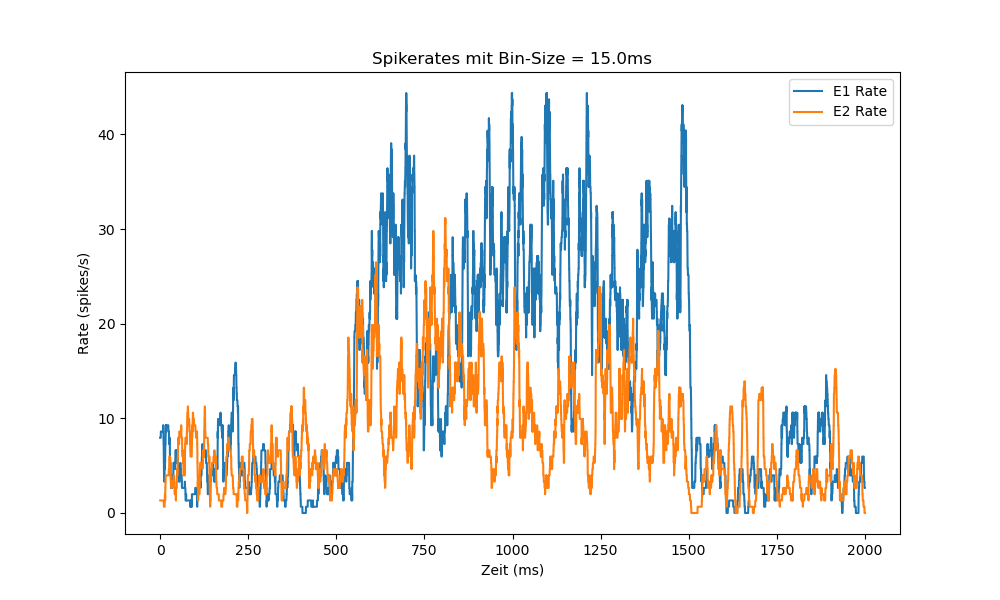 Spikerates mit Bin-Size = 15.0ms
E1 Rate
E2 Rate
Rate (spikes/s)
40
30
20
10
0
0 250 500 750 1000 1250 1500 1750 2000
Zeit (ms)